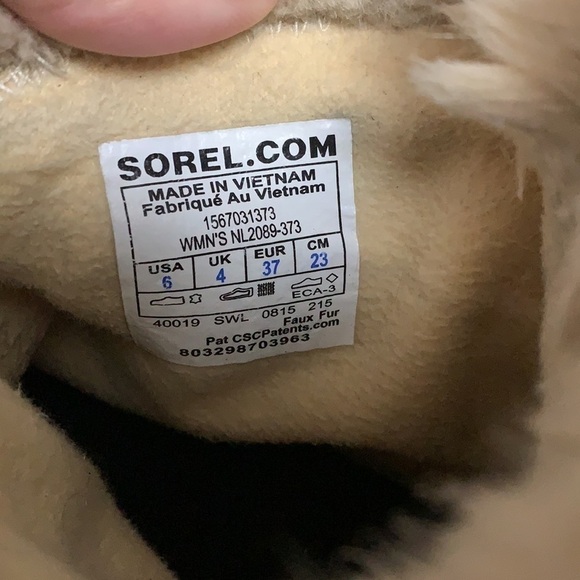 SOREL.COM
MADE IN VIETNAM
Fabriqué Au Vietnam
1567031373
WMN'S NL2089-373
USA UK EUR CM
6 4 37 23
ECA-3
40019 SWL 0815 215
Faux Fur
Pat CSCPatents.com
803298703963